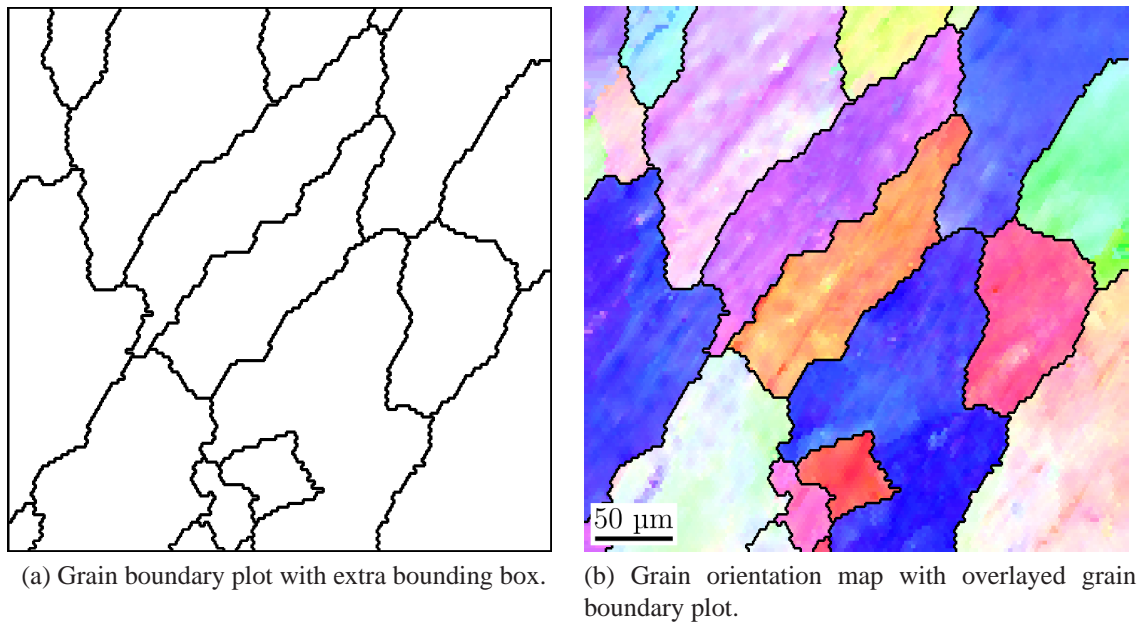 50 µm
(a) Grain boundary plot with extra bounding box.
(b) Grain orientation map with overlayed grain
boundary plot.